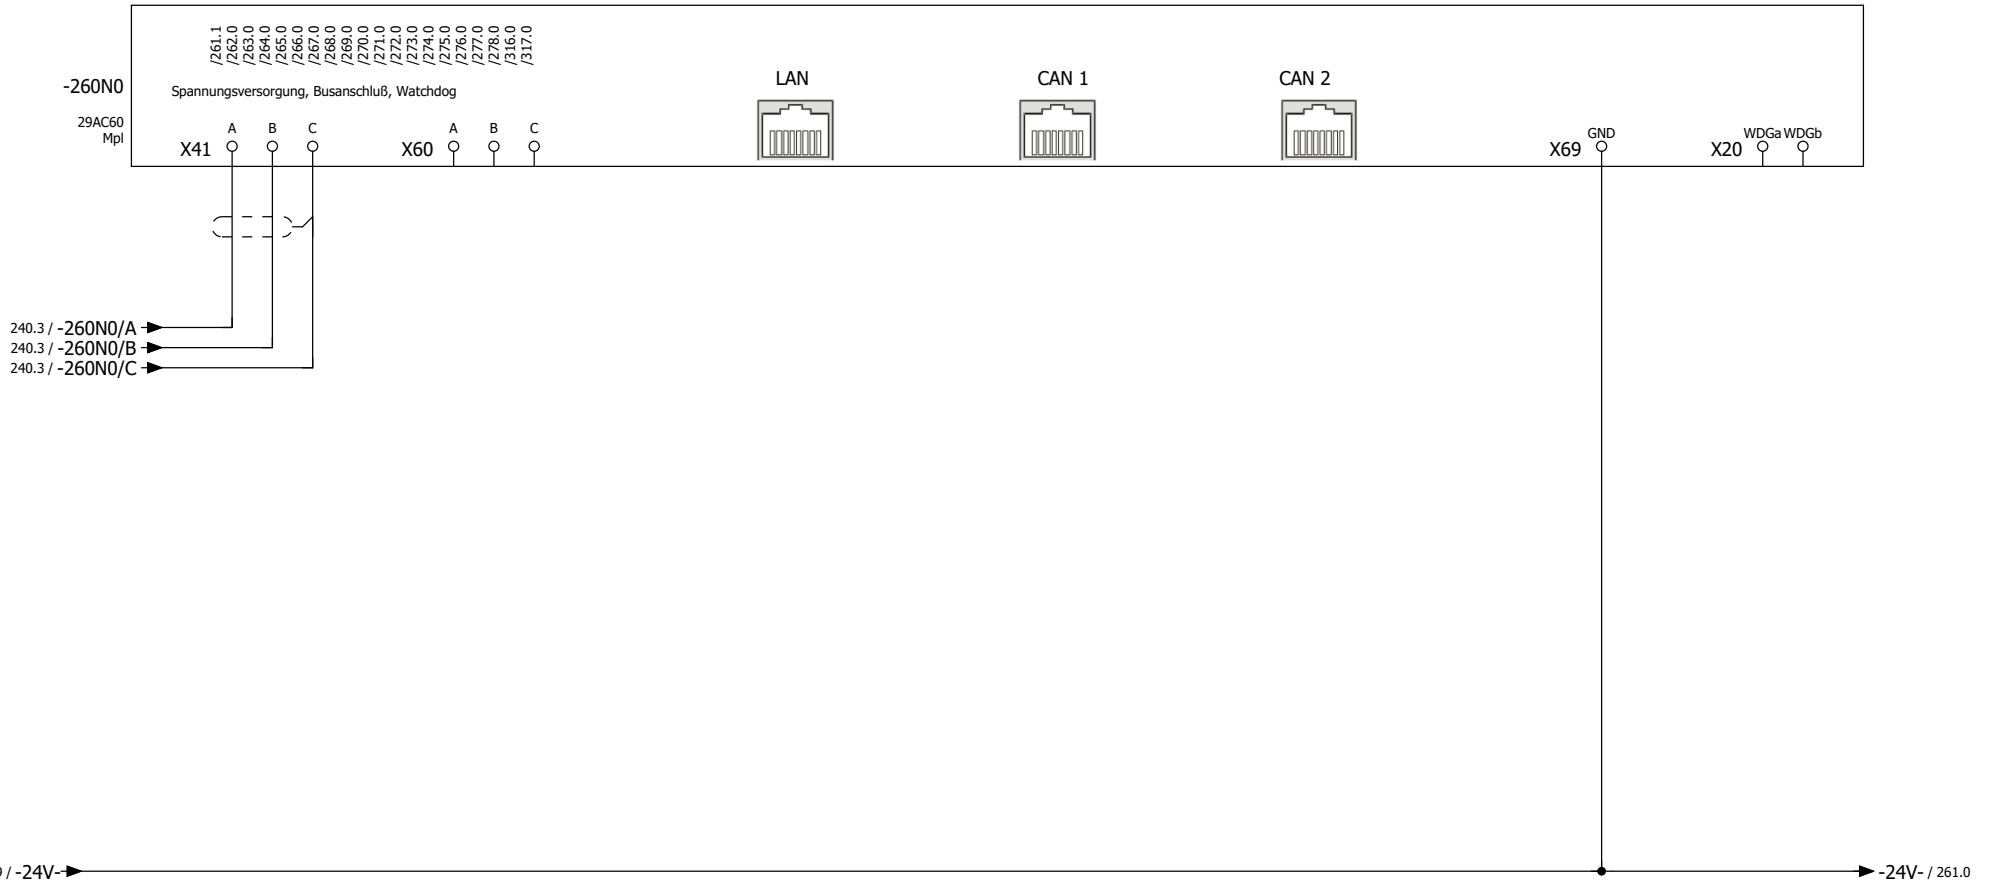 /261.1
/262.0
/263.0
/264.0
/265.0
/266.0
/267.0
/268.0
/269.0
/270.0
/271.0
/272.0
/273.0
/274.0
/275.0
/276.0
/277.0
/278.0
/316.0
/317.0
-260N0
Spannungsversorgung, Busanschluß, Watchdog
LAN
CAN 1
CAN 2
29AC60
Mpl
X41 A B C
X60 A B C
X69 GND
X20 WDGa WDGb
240.3 / -260N0/A
240.3 / -260N0/B
240.3 / -260N0/C
/ -24V-
-24V- / 261.0